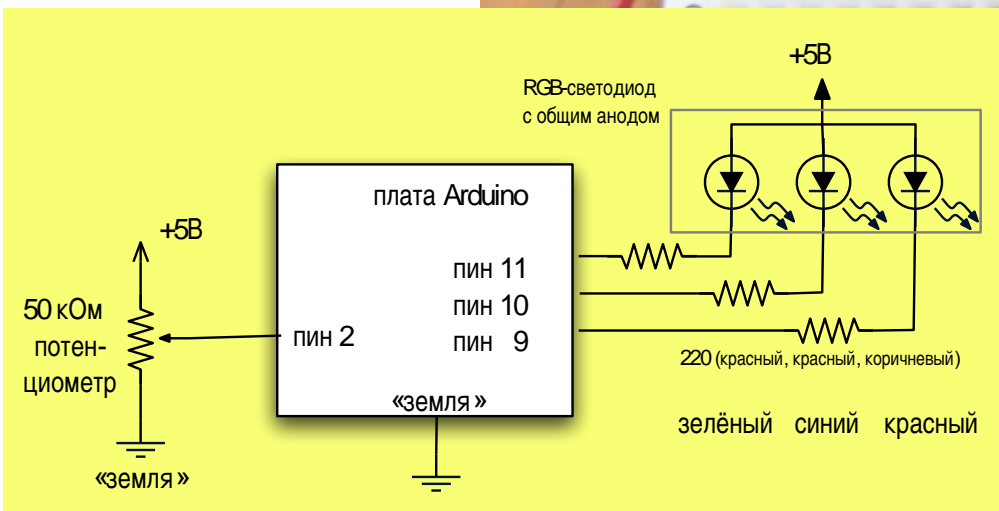 +5В
RGB-светодиод
с общим анодом
плата Arduino
+5В
пин 11
50 кОм
потен-
циометр
пин 10
пин 2
пин 9
220 (красный, красный, коричневый)
«земля»
зелёный синий красный
«земля»